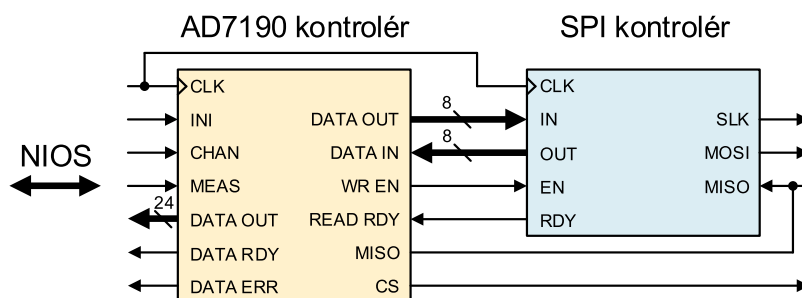 AD7190 kontrolér SPI kontrolér
CLK CLK
8
INI DATA OUT IN SLK
8
NIOS CHAN DATA IN OUT MOSI
MEAS WR EN EN MISO
24
DATA OUT READ RDY RDY
DATA RDY MISO
DATA ERR CS